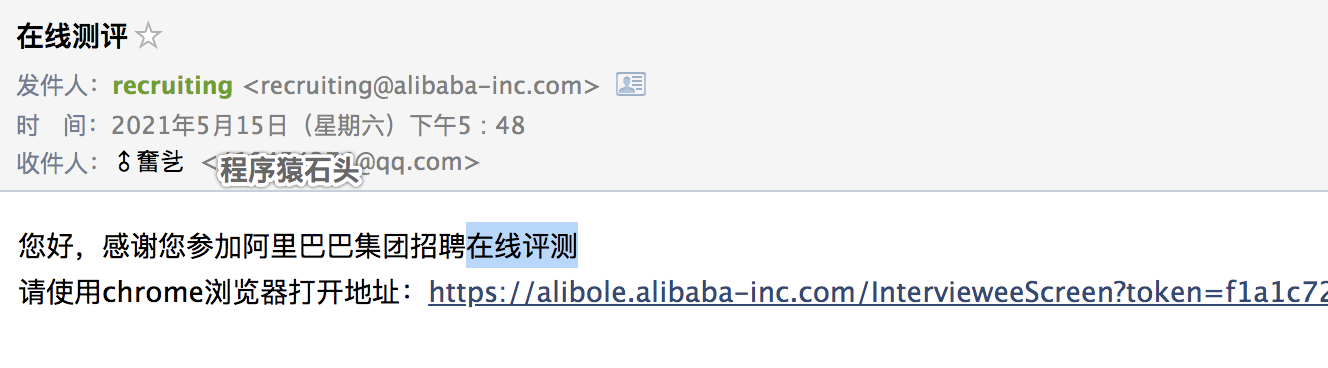 在线测评
发件人：recruiting <recruiting@alibaba-inc.com>
时 间：2021年5月15日（星期六）下午5：48
收件人：♂奮㐔 < @qq.com>
程序猿石头
您好，感谢您参加阿里巴巴集团招聘在线评测
请使用chrome浏览器打开地址：https://alibole.alibaba-inc.com/IntervieweeScreen?token=f1a1c72